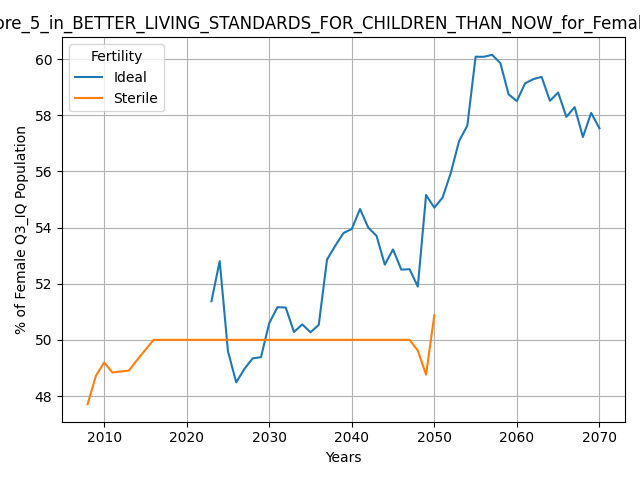 ore_5_in_BETTER_LIVING_STANDARDS_FOR_CHILDREN_THAN_NOW_for_Femal
Fertility
Ideal
Sterile
% of Female Q3_IQ Population
60
58
56
54
52
50
48
2010
2020
2030
2040
2050
2060
2070
Years